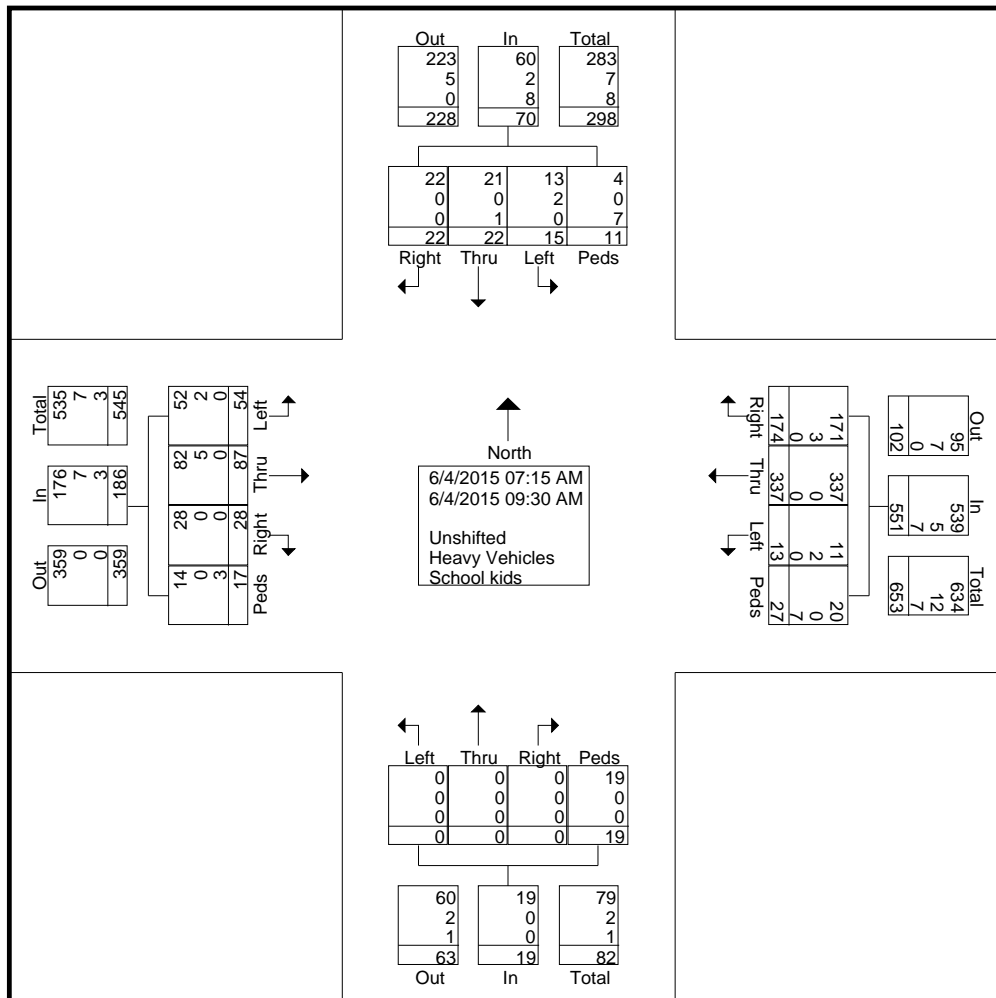 Out In Total
223 60 283
5 2 7
0 8 8
228 70 298
22 21 13 4
0 0 2 0
0 1 0 7
22 22 15 11
Right Thru Left Peds
Total
535
7
3
545
In
176
7
3
186
Out
359
0
0
359
52
2
0
54
Left
82
5
0
87
Thru
28
0
0
28
Right
14
0
3
17
Peds
North
6/4/2015 07:15 AM
6/4/2015 09:30 AM
Unshifted
Heavy Vehicles
School kids
Right
171
3
0
174
Thru
337
0
0
337
Left
11
2
0
13
Peds
20
0
7
27
Out
95
7
0
102
In
539
5
7
551
Total
634
12
7
653
Left Thru Right Peds
0 0 0 19
0 0 0 0
0 0 0 0
0 0 0 19
60 19 79
2 0 2
1 0 1
63 19 82
Out In Total